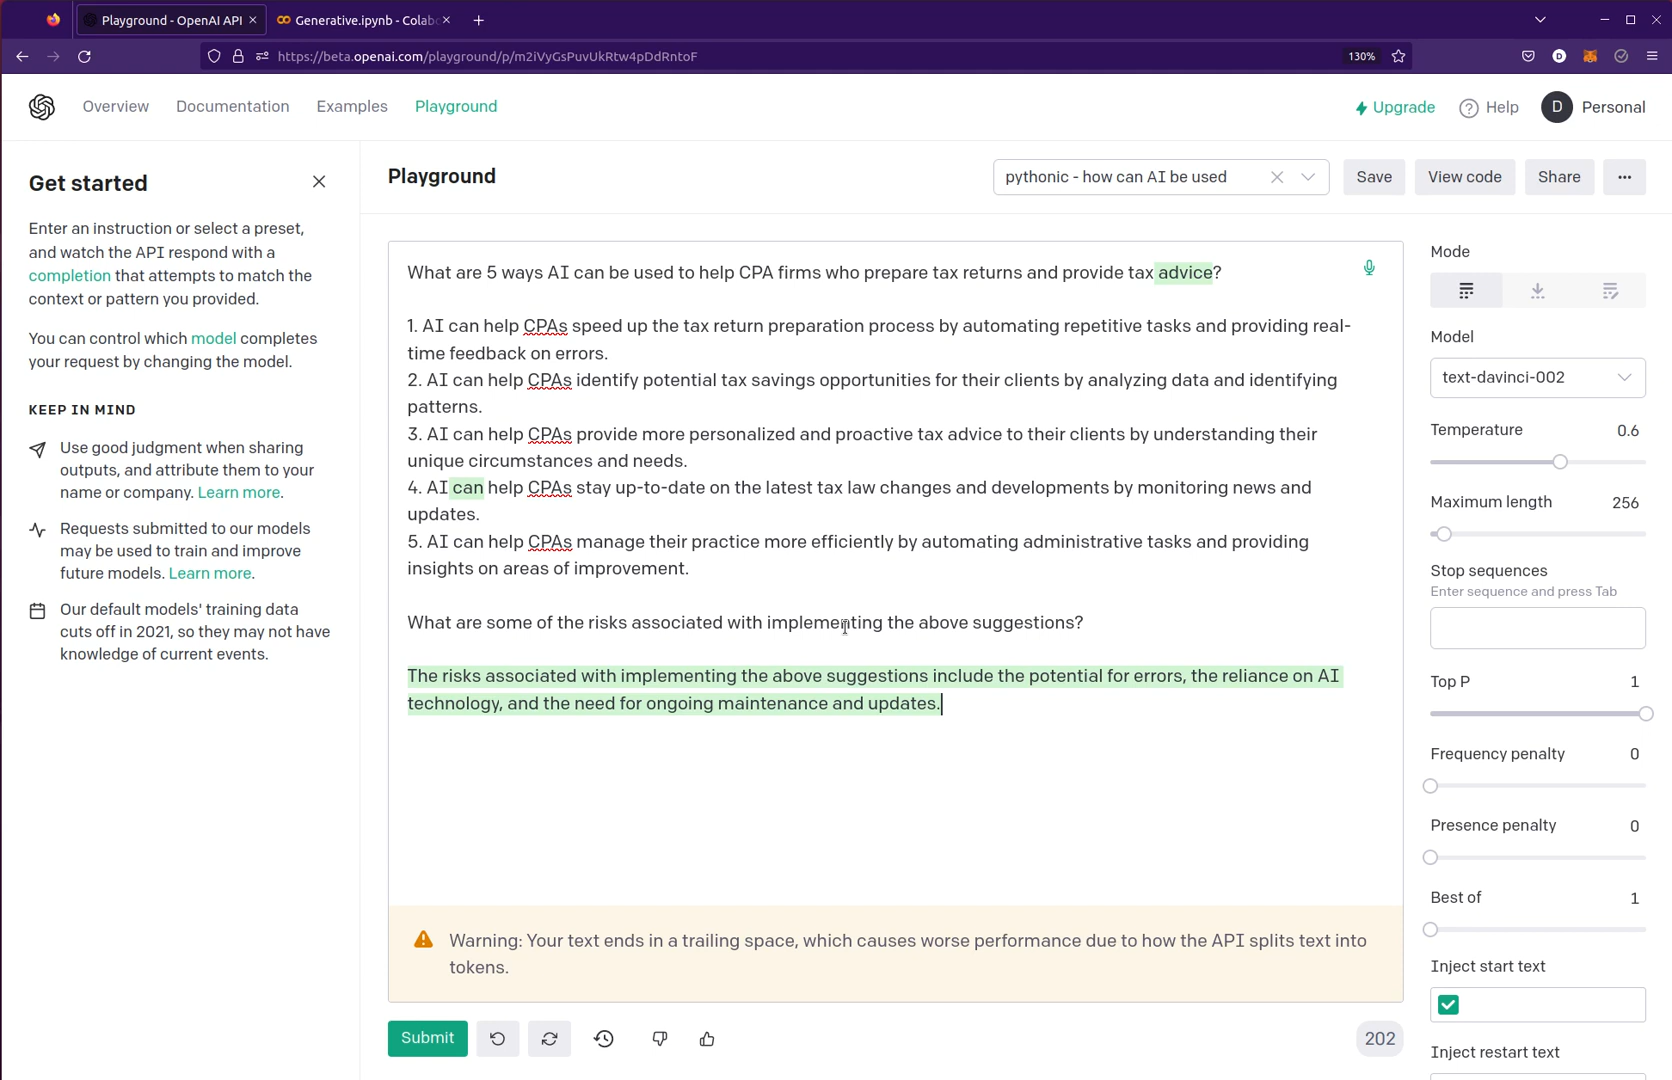 Playground - OpenAI API
Generative.ipynb - Colab
https://beta.openai.com/playground/p/m2iVyGsPuvUkRtw4pDdRntoF
130%
D
Overview
Documentation
Examples
Playground
Upgrade
Help
D
Personal
Get started
Enter an instruction or select a preset,
and watch the API respond with a
completion that attempts to match the
context or pattern you provided.
You can control which model completes
your request by changing the model.
KEEP IN MIND
Use good judgment when sharing
outputs, and attribute them to your
name or company. Learn more.
Requests submitted to our models
may be used to train and improve
future models. Learn more.
Our default models' training data
cuts off in 2021, so they may not have
knowledge of current events.
Playground
pythonic - how can AI be used
Save
View code
Share
...
What are 5 ways AI can be used to help CPA firms who prepare tax returns and provide tax advice?
1. AI can help CPAs speed up the tax return preparation process by automating repetitive tasks and providing real-
time feedback on errors.
2. AI can help CPAs identify potential tax savings opportunities for their clients by analyzing data and identifying
patterns.
3. AI can help CPAs provide more personalized and proactive tax advice to their clients by understanding their
unique circumstances and needs.
4. AI can help CPAs stay up-to-date on the latest tax law changes and developments by monitoring news and
updates.
5. AI can help CPAs manage their practice more efficiently by automating administrative tasks and providing
insights on areas of improvement.
What are some of the risks associated with implementing the above suggestions?
The risks associated with implementing the above suggestions include the potential for errors, the reliance on AI
technology, and the need for ongoing maintenance and updates.
Warning: Your text ends in a trailing space, which causes worse performance due to how the API splits text into
tokens.
Submit
202
Mode
Model
text-davinci-002
Temperature 0.6
Maximum length 256
Stop sequences
Enter sequence and press Tab
Top P 1
Frequency penalty 0
Presence penalty 0
Best of 1
Inject start text
Inject restart text